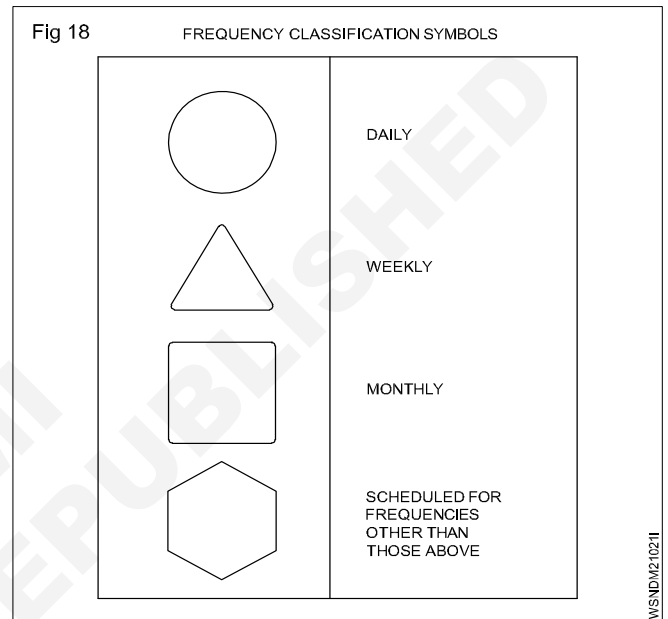 Fig 18
FREQUENCY CLASSIFICATION SYMBOLS
DAILY
WEEKLY
MONTHLY
SCHEDULED FOR
FREQUENCIES
OTHER THAN
THOSE ABOVE
WSNDM21021I